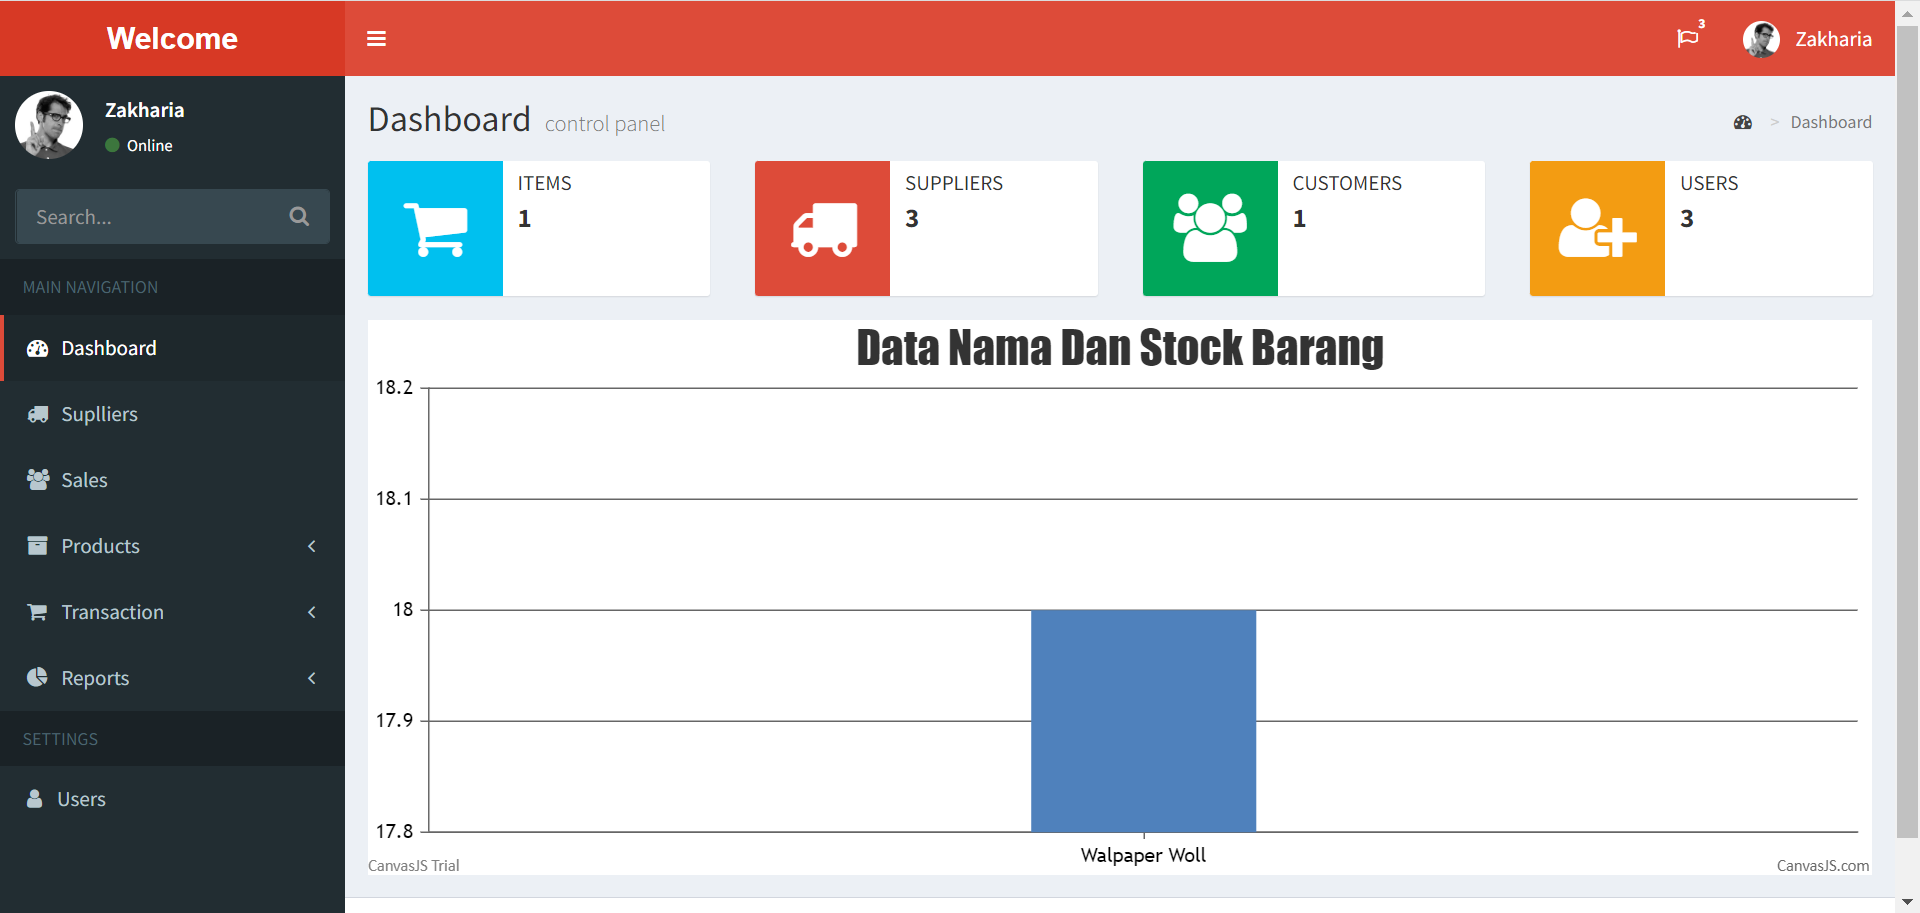 Welcome
3
Zakharia
Zakharia
Online
Search...
MAIN NAVIGATION
Dashboard
Suplliers
Sales
Products
Transaction
Reports
SETTINGS
Users
Dashboard control panel
> Dashboard
ITEMS
1
SUPPLIERS
3
CUSTOMERS
1
USERS
3
Data Nama Dan Stock Barang
18.2
18.1
18
17.9
17.8
Walpaper Woll
CanvasJS Trial
CanvasJS.com